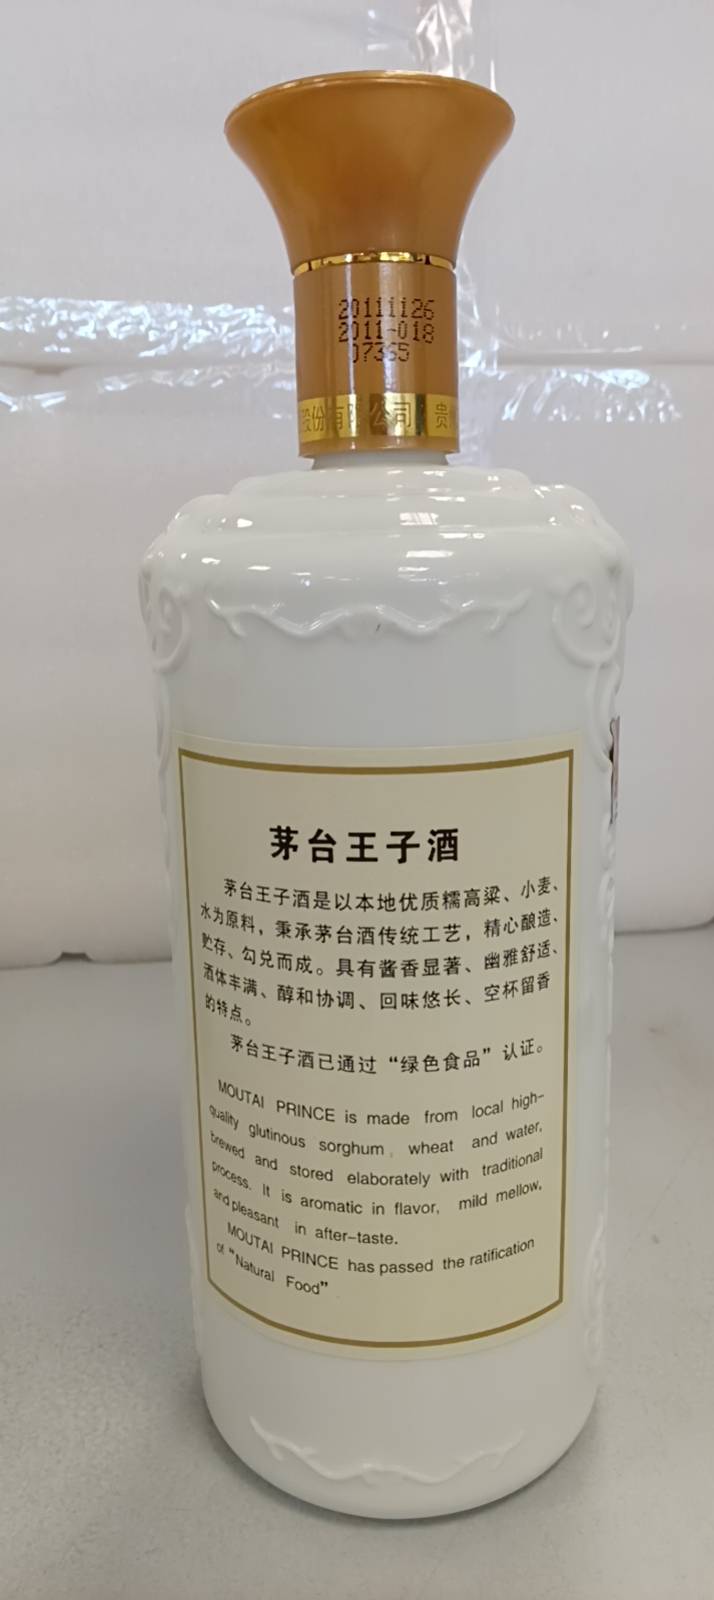 20111126
2011-018
07365
股份有限公司 贵
茅台王子酒
茅台王子酒是以本地优质糯高粱、小麦、
水为原料，秉承茅台酒传统工艺，精心酿造、
贮存、勾兑而成。具有酱香显著、幽雅舒适、
酒体丰满、醇和协调、回味悠长、空杯留香
的特点。
茅台王子酒已通过“绿色食品”认证。
MOUTAI PRINCE is made from local high-
quality glutinous sorghum, wheat and water,
brewed and stored elaborately with traditional
process. It is aromatic in flavor, mild mellow,
and pleasant in after-taste.
MOUTAI PRINCE has passed the ratification
of “Natural Food”